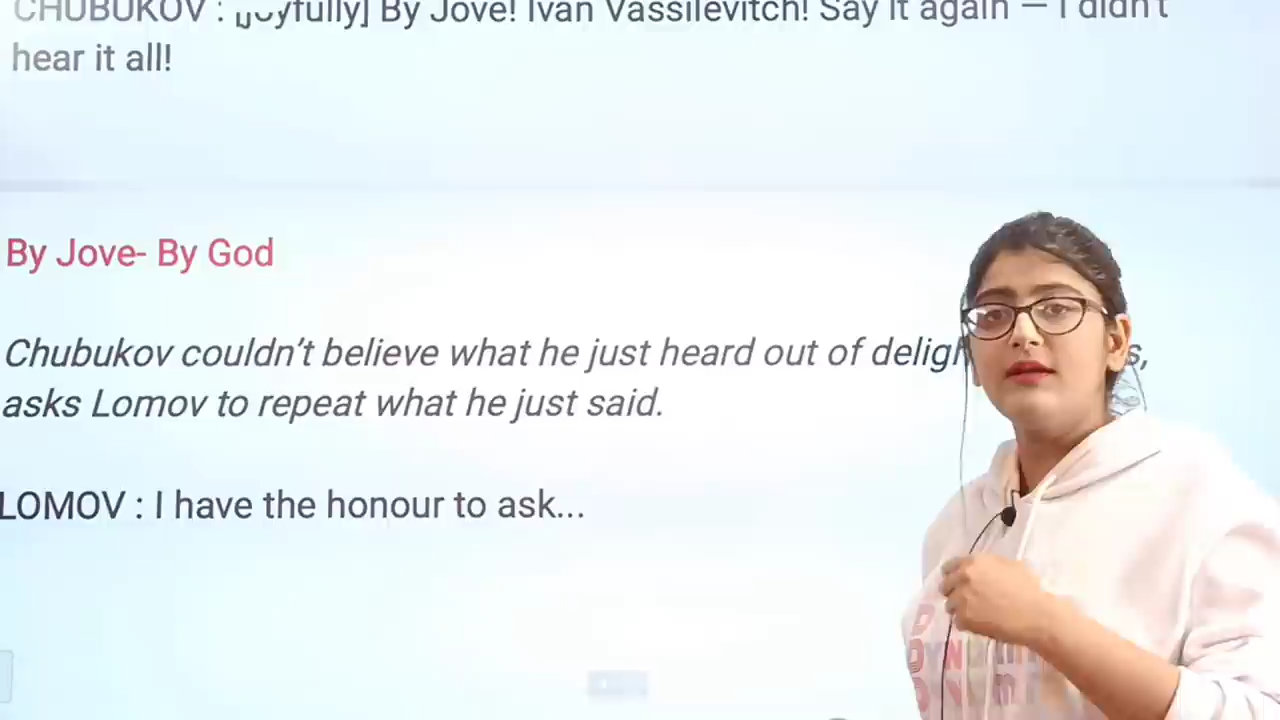 CHUBUKOV : [joyfully] By Jove! Ivan Vassilevitch! Say it again — I didn't
hear it all!
By Jove- By God
Chubukov couldn't believe what he just heard out of
asks Lomov to repeat what he just said.
LOMOV : I have the honour to ask...